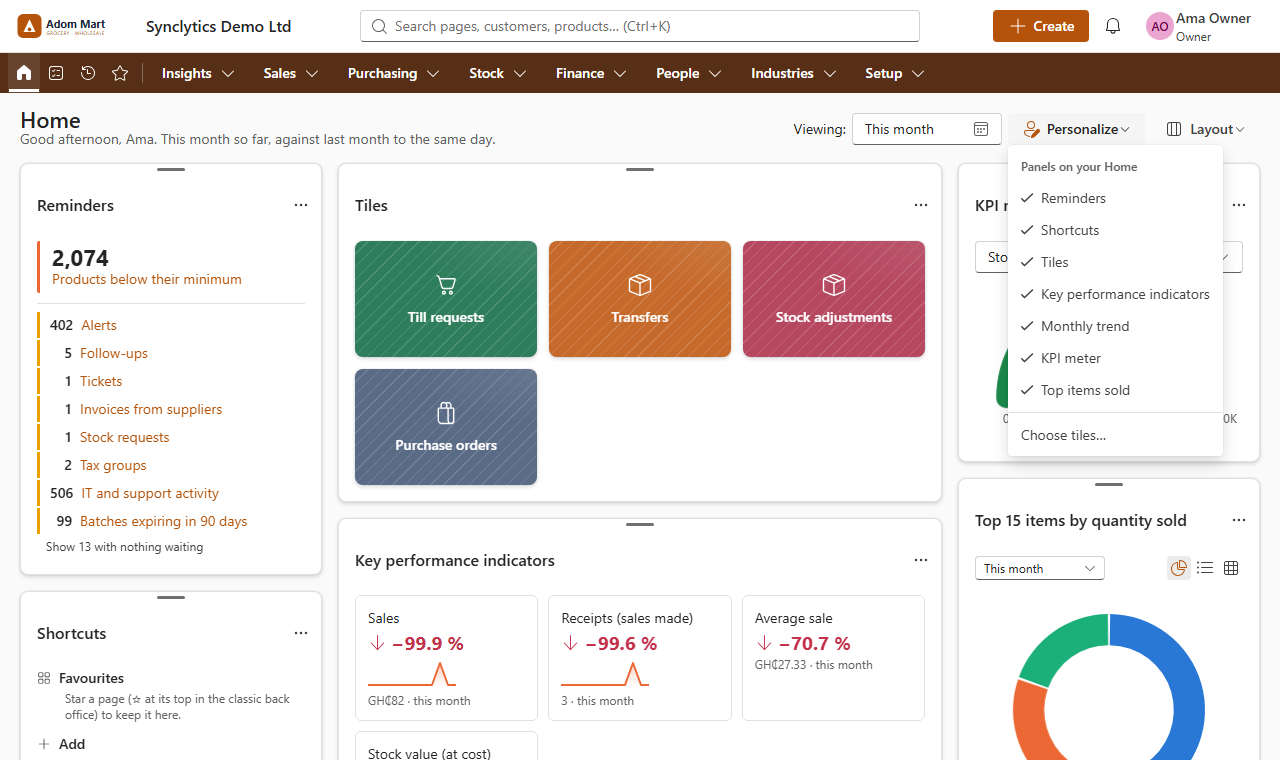 Adom Mart
GROCERY · WHOLESALE
Synclytics Demo Ltd
Search pages, customers, products... (Ctrl+K)
Create
AO
Ama Owner
Owner
Insights
Sales
Purchasing
Stock
Finance
People
Industries
Setup
Home
Good afternoon, Ama. This month so far, against last month to the same day.
Viewing:
This month
Personalize
Layout
Panels on your Home
Reminders
Shortcuts
Tiles
Key performance indicators
Monthly trend
KPI meter
Top items sold
Choose tiles...
Reminders
2,074
Products below their minimum
402 Alerts
5 Follow-ups
1 Tickets
1 Invoices from suppliers
1 Stock requests
2 Tax groups
506 IT and support activity
99 Batches expiring in 90 days
Show 13 with nothing waiting
Shortcuts
Favourites
Star a page (☆ at its top in the classic back
office) to keep it here.
Add
Tiles
Till requests
Transfers
Stock adjustments
Purchase orders
Key performance indicators
Sales
−99.9 %
GH₵82 · this month
Receipts (sales made)
−99.6 %
3 · this month
Average sale
−70.7 %
GH₵27.33 · this month
Stock value (at cost)
KPI
Sto
0K
Top 15 items by quantity sold
This month